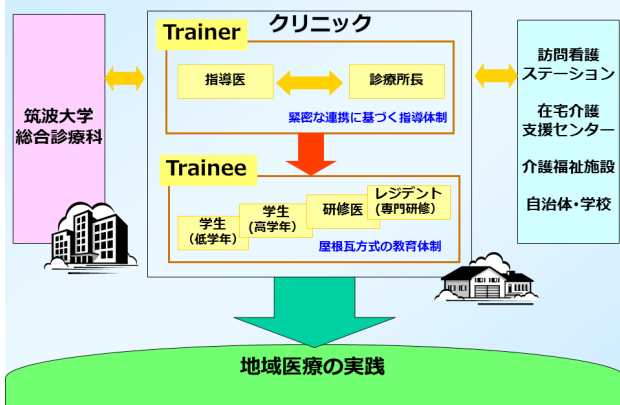 クリニック
Trainer
指導医
診療所長
緊密な連携に基づく指導体制
Trainee
学生
(低学年)
学生
(高学年)
研修医
レジデント
(専門研修)
屋根瓦方式の教育体制
筑波大学
総合診療科
訪問看護
ステーション
在宅介護
支援センター
介護福祉施設
自治体・学校
地域医療の実践